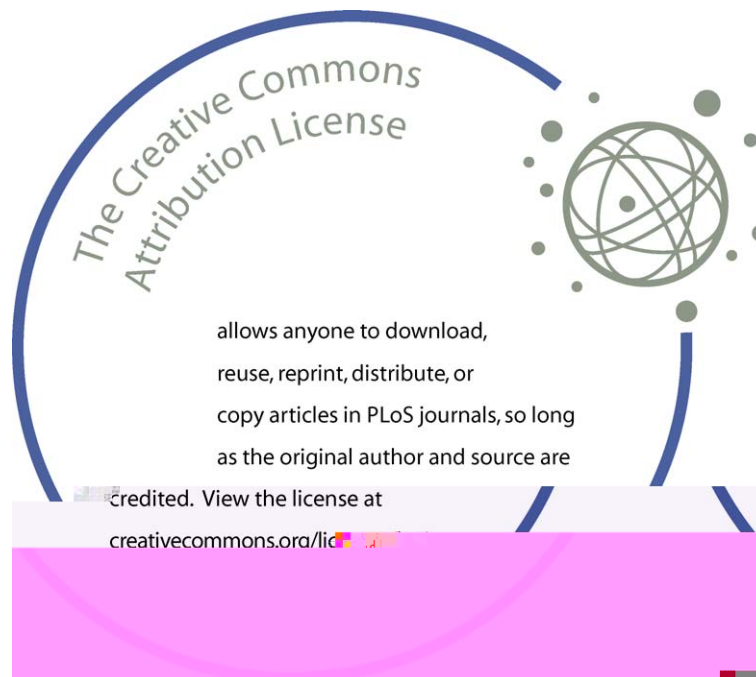 The Creative Commons
Attribution License
allows anyone to download,
reuse, reprint, distribute, or
copy articles in PLoS journals, so long
as the original author and source are
credited. View the license at